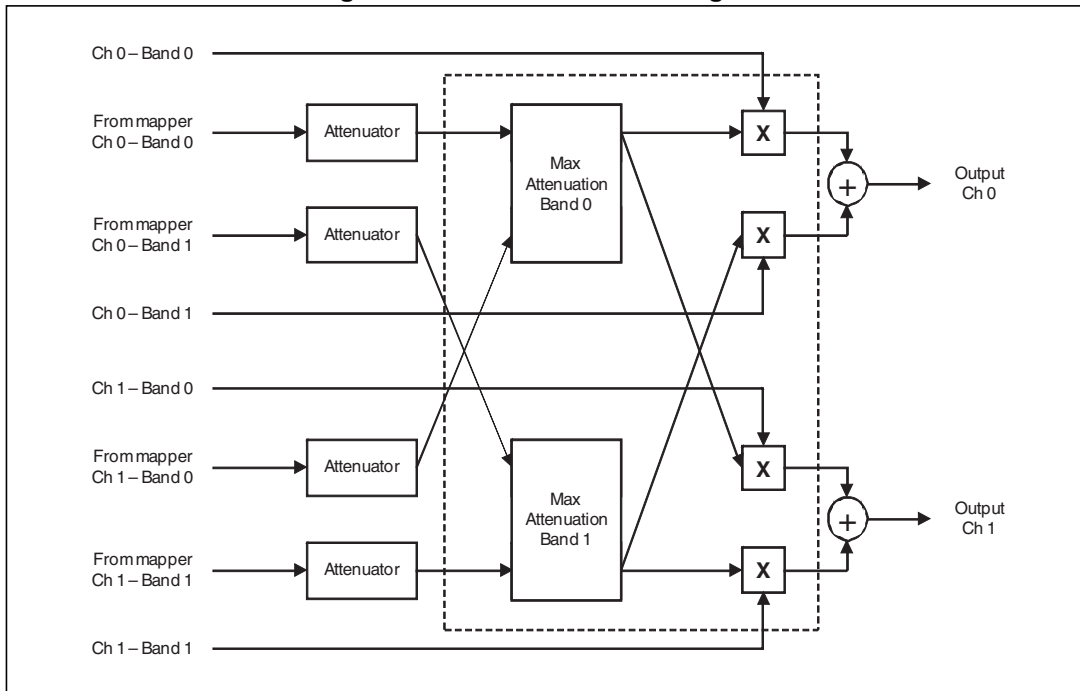 Ch 0 – Band 0
From mapper
Ch 0 – Band 0
Attenuator
Max
Attenuation
Band 0
X
From mapper
Ch 0 – Band 1
Attenuator
X
+
Output
Ch 0
Ch 0 – Band 1
Ch 1 – Band 0
From mapper
Ch 1 – Band 0
Attenuator
Max
Attenuation
Band 1
X
From mapper
Ch 1 – Band 1
Attenuator
X
+
Output
Ch 1
Ch 1 – Band 1